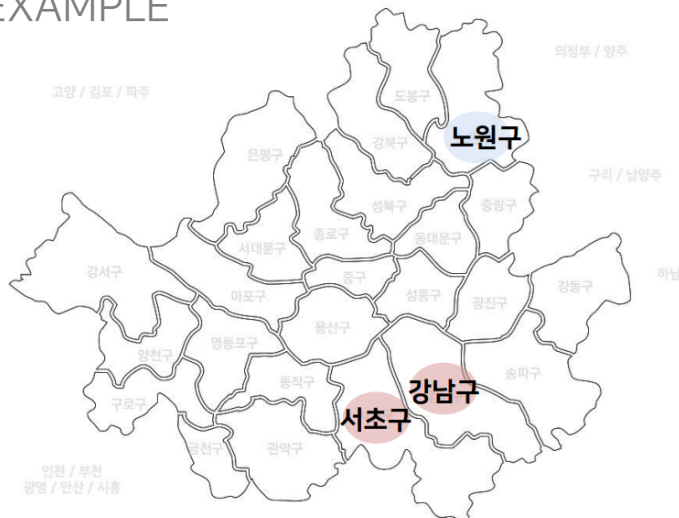 EXAMPLE
의정부 / 양주
고양 / 김포 / 파주
도봉구
노원구
강북구
은평구
구리 / 남양주
성북구
중랑구
종로구
동대문구
서대문구
강서구
중구
하남
강동구
마포구
성동구
광진구
용산구
영등포구
양천구
송파구
동작구
강남구
구로구
서초구
금천구
관악구
인천 / 부천
광명 / 안산 / 시흥